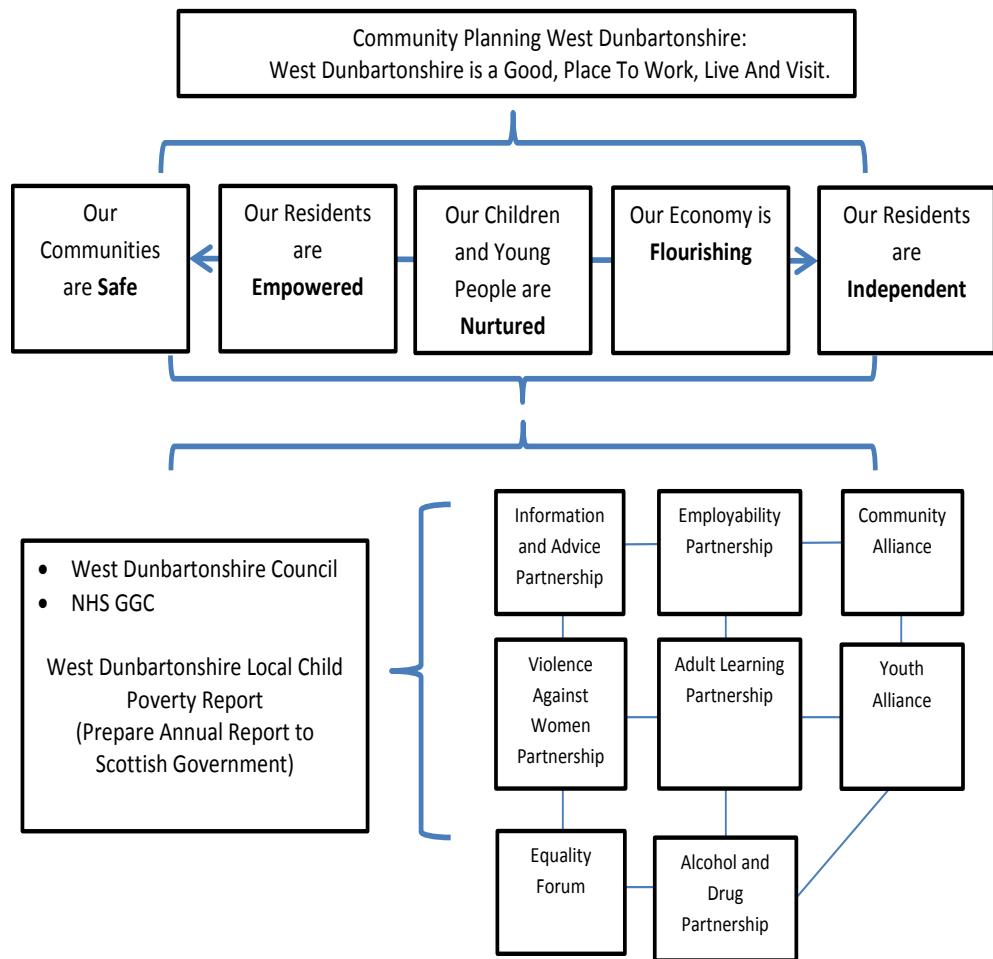 Community Planning West Dunbartonshire:
West Dunbartonshire is a Good, Place To Work, Live And Visit.
Our
Communities
are Safe
Our Residents
are
Empowered
Our Children
and Young
People are
Nurtured
Our Economy is
Flourishing
Our Residents
are
Independent
• West Dunbartonshire Council
• NHS GGC
West Dunbartonshire Local Child
Poverty Report
(Prepare Annual Report to
Scottish Government)
Information
and Advice
Partnership
Employability
Partnership
Community
Alliance
Violence
Against
Women
Partnership
Adult Learning
Partnership
Youth
Alliance
Equality
Forum
Alcohol and
Drug
Partnership